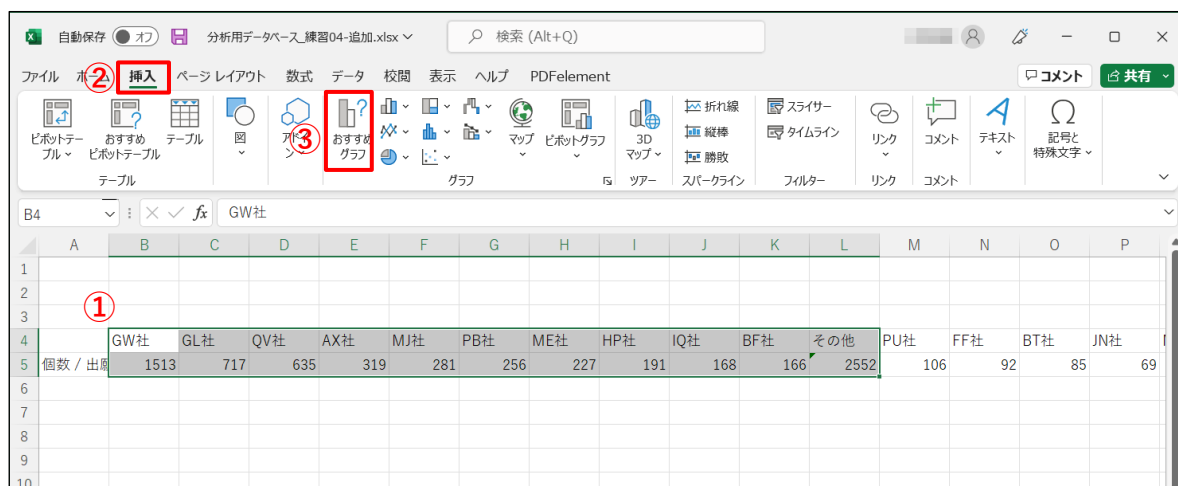 自動保存 オフ 分析用データベース_練習04-追加.xlsx 検索 (Alt+Q)
ファイル ホーム 挿入 ページ レイアウト 数式 データ 校閲 表示 ヘルプ PDFelement コメント 共有
②
ピボットテーブル おすすめピボットテーブル テーブル 図 アドイン おすすめグラフ マップ ピボットグラフ 3Dマップ 折れ線 縦棒 勝敗 スライサー タイムライン リンク コメント テキスト 記号と特殊文字
③
テーブル グラフ ツアー スパークライン フィルター リンク コメント
B4 fx GW社
A B C D E F G H I J K L M N O P
1
2
3
①
4 GW社 GL社 QV社 AX社 MJ社 PB社 ME社 HP社 IQ社 BF社 その他 PU社 FF社 BT社 JN社
5 個数 / 出願 1513 717 635 319 281 256 227 191 168 166 2552 106 92 85 69
6
7
8
9
10